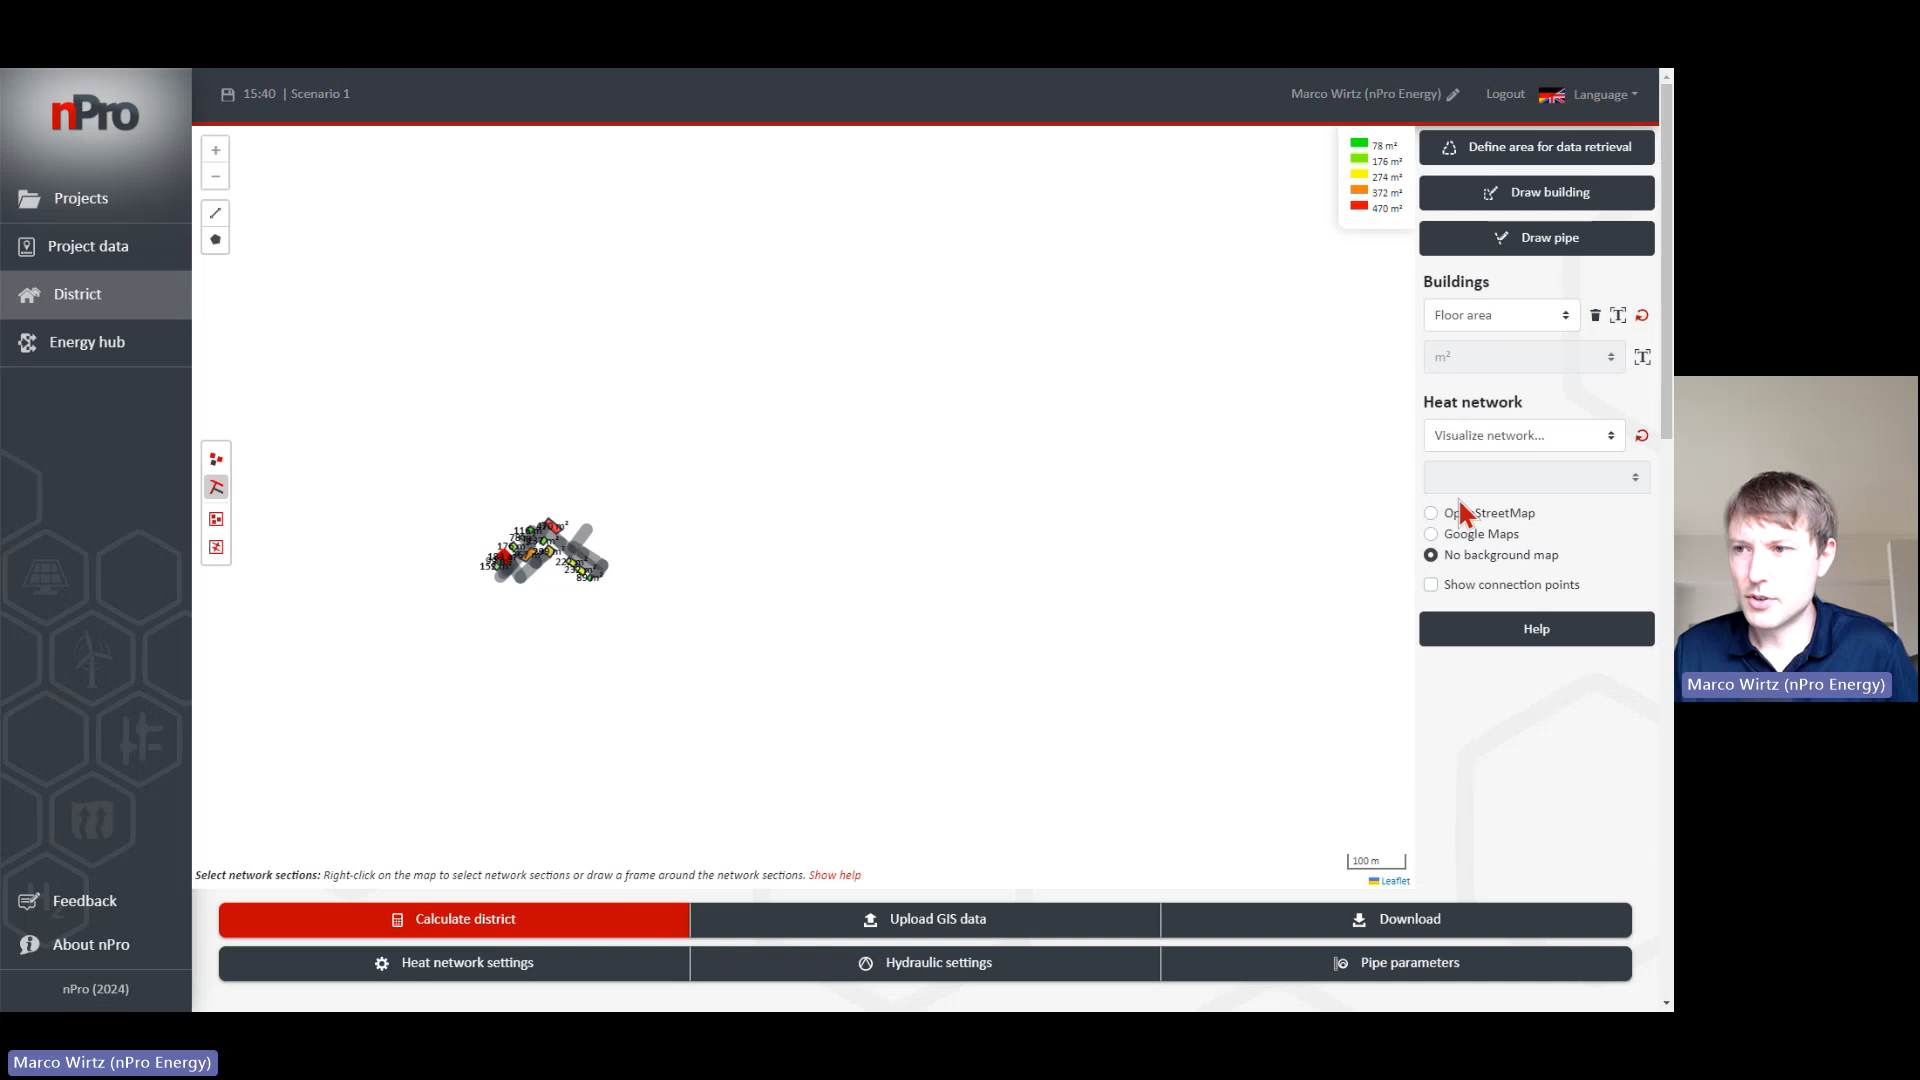 nPro
15:40 | Scenario 1
Marco Wirtz (nPro Energy)
Logout
Language
Projects
Project data
District
Energy hub
Feedback
About nPro
nPro (2024)
+
−
78 m²
176 m²
274 m²
372 m²
470 m²
Define area for data retrieval
Draw building
Draw pipe
Buildings
Floor area
m²
Heat network
Visualize network...
StreetMap
Google Maps
No background map
Show connection points
Help
100 m
Leaflet
Select network sections: Right-click on the map to select network sections or draw a frame around the network sections. Show help
Calculate district
Upload GIS data
Download
Heat network settings
Hydraulic settings
Pipe parameters
Marco Wirtz (nPro Energy)
Marco Wirtz (nPro Energy)